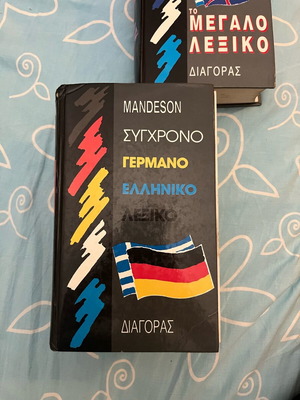 ΤΟ
ΜΕΓΑΛΟ
ΛΕΞΙΚΟ
ΔΙΑΓΟΡΑΣ
MANDESON
ΣΥΓΧΡΟΝΟ
ΓΕΡΜΑΝΟ
ΕΛΛΗΝΙΚΟ
ΛΕΞΙΚΟ
ΔΙΑΓΟΡΑΣ